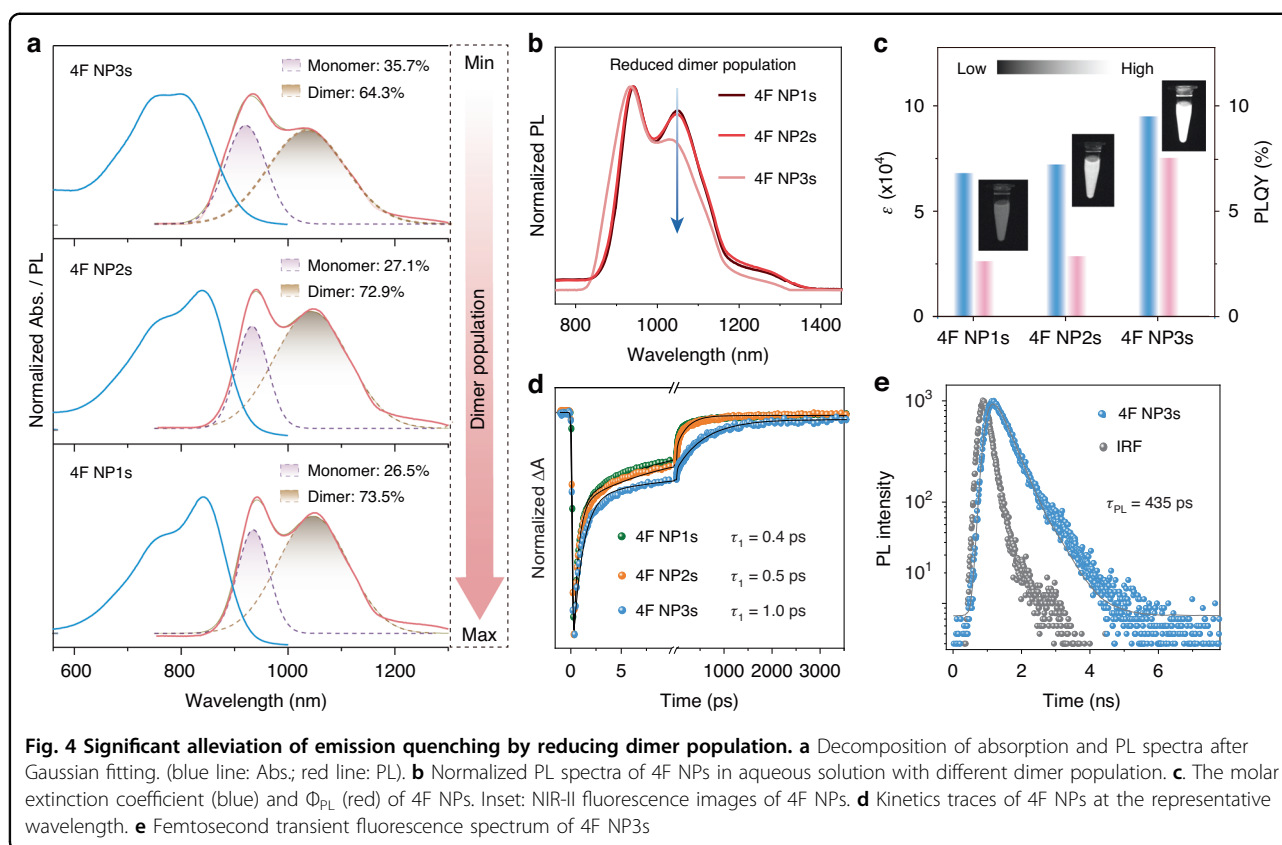 a
4F NP3s
Monomer: 35.7%
Dimer: 64.3%
4F NP2s
Monomer: 27.1%
Dimer: 72.9%
4F NP1s
Monomer: 26.5%
Dimer: 73.5%
Normalized Abs. / PL
600 800 1000 1200
Wavelength (nm)
Min
Dimer population
Max
b
Reduced dimer population
4F NP1s
4F NP2s
4F NP3s
Normalized PL
800 1000 1200 1400
Wavelength (nm)
c
Low High
10
5
0
ε (x10⁴)
10
5
0
PLQY (%)
4F NP1s 4F NP2s 4F NP3s
d
Normalized ΔA
4F NP1s τ₁ = 0.4 ps
4F NP2s τ₁ = 0.5 ps
4F NP3s τ₁ = 1.0 ps
0 5 1000 2000 3000
Time (ps)
e
4F NP3s
IRF
τPL = 435 ps
10³
10²
10¹
PL intensity
0 2 4 6
Time (ns)
Fig. 4 Significant alleviation of emission quenching by reducing dimer population. a Decomposition of absorption and PL spectra after
Gaussian fitting. (blue line: Abs.; red line: PL). b Normalized PL spectra of 4F NPs in aqueous solution with different dimer population. c. The molar
extinction coefficient (blue) and ΦPL (red) of 4F NPs. Inset: NIR-II fluorescence images of 4F NPs. d Kinetics traces of 4F NPs at the representative
wavelength. e Femtosecond transient fluorescence spectrum of 4F NP3s